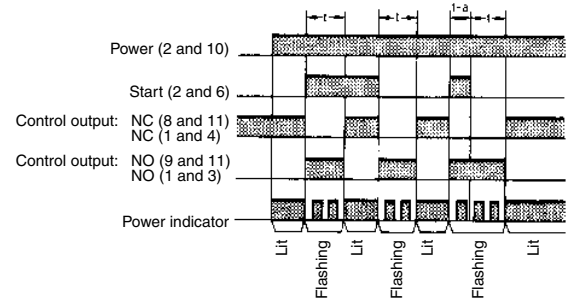 t
t
t-a
t
Power (2 and 10)
Start (2 and 6)
Control output: NC (8 and 11)
NC (1 and 4)
Control output: NO (9 and 11)
NO (1 and 3)
Power indicator
Lit
Flashing
Lit
Flashing
Lit
Flashing
Lit